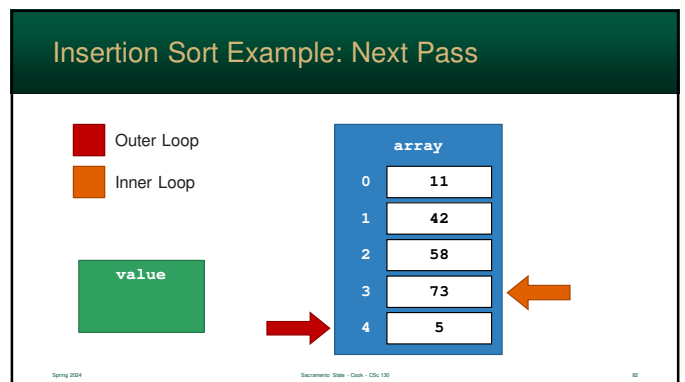 Insertion Sort Example: Next Pass
Outer Loop
Inner Loop
value
array
0 11
1 42
2 58
3 73
4 5
Spring 2024 Sacramento State - Cook - CSc 130 82